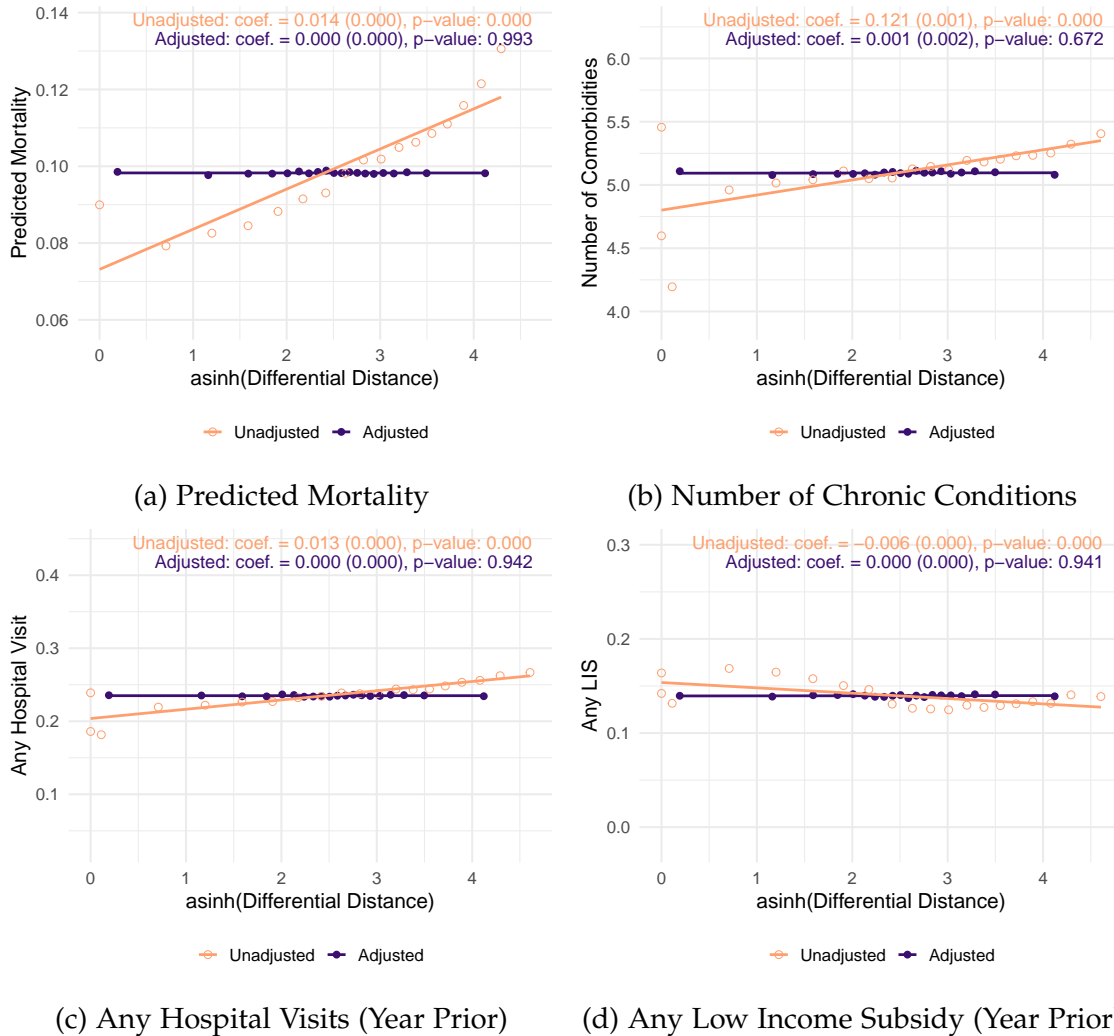 Unadjusted: coef. = 0.014 (0.000), p−value: 0.000
Adjusted: coef. = 0.000 (0.000), p−value: 0.993
0.14
0.12
0.10
0.08
0.06
Predicted Mortality
0 1 2 3 4
asinh(Differential Distance)
Unadjusted Adjusted
(a) Predicted Mortality
Unadjusted: coef. = 0.121 (0.001), p−value: 0.000
Adjusted: coef. = 0.001 (0.002), p−value: 0.672
6.0
5.5
5.0
4.5
4.0
Number of Comorbidities
0 1 2 3 4
asinh(Differential Distance)
Unadjusted Adjusted
(b) Number of Chronic Conditions
Unadjusted: coef. = 0.013 (0.000), p−value: 0.000
Adjusted: coef. = 0.000 (0.000), p−value: 0.942
0.4
0.3
0.2
0.1
Any Hospital Visit
0 1 2 3 4
asinh(Differential Distance)
Unadjusted Adjusted
(c) Any Hospital Visits (Year Prior)
Unadjusted: coef. = −0.006 (0.000), p−value: 0.000
Adjusted: coef. = 0.000 (0.000), p−value: 0.941
0.3
0.2
0.1
0.0
Any LIS
0 1 2 3 4
asinh(Differential Distance)
Unadjusted Adjusted
(d) Any Low Income Subsidy (Year Prior